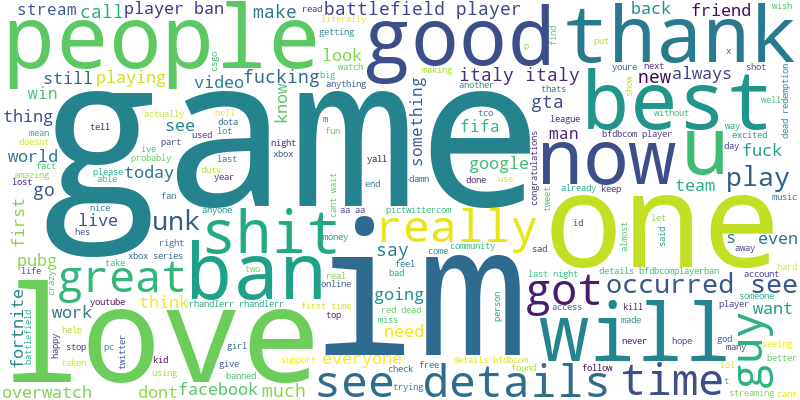 stream call player ban make read battlefield player back friend wish
people good thank
literally getting look csgo watch p find put youre next x shot
still playing video fucking know big making italy italy new always
win anything another thats show well
game
thing actually hell something fifa tco gta best dead redemption
tell dota lot m fun league bfdbcom player without way excited
mean part used yall google man now u day
doesnt ive probably see night xbox congratulations fuck
world fact last end damn done use team play
amazing please able today duty year cant wait tweet already keep
lost go nice fan anyone aa aa pictwittercom id let music
first live hes unk shit money really one almost said s even
right say come community sad away
pubg xbox series feel bad hard
life take great ban two real online im last night details bfdbcomplayerban account
crazy youtube rhandlerr rhandlerr going person got occurred see someone
fortnite battlefield work think first time red dead miss access kill player want
love top need will made never hope god many seeing
happy help stop pc twitter girl support everyone details bfdbcom guy better
taken kid give check free found follow lol
overwatch using dont facebook banned much see trying details time t streaming cant